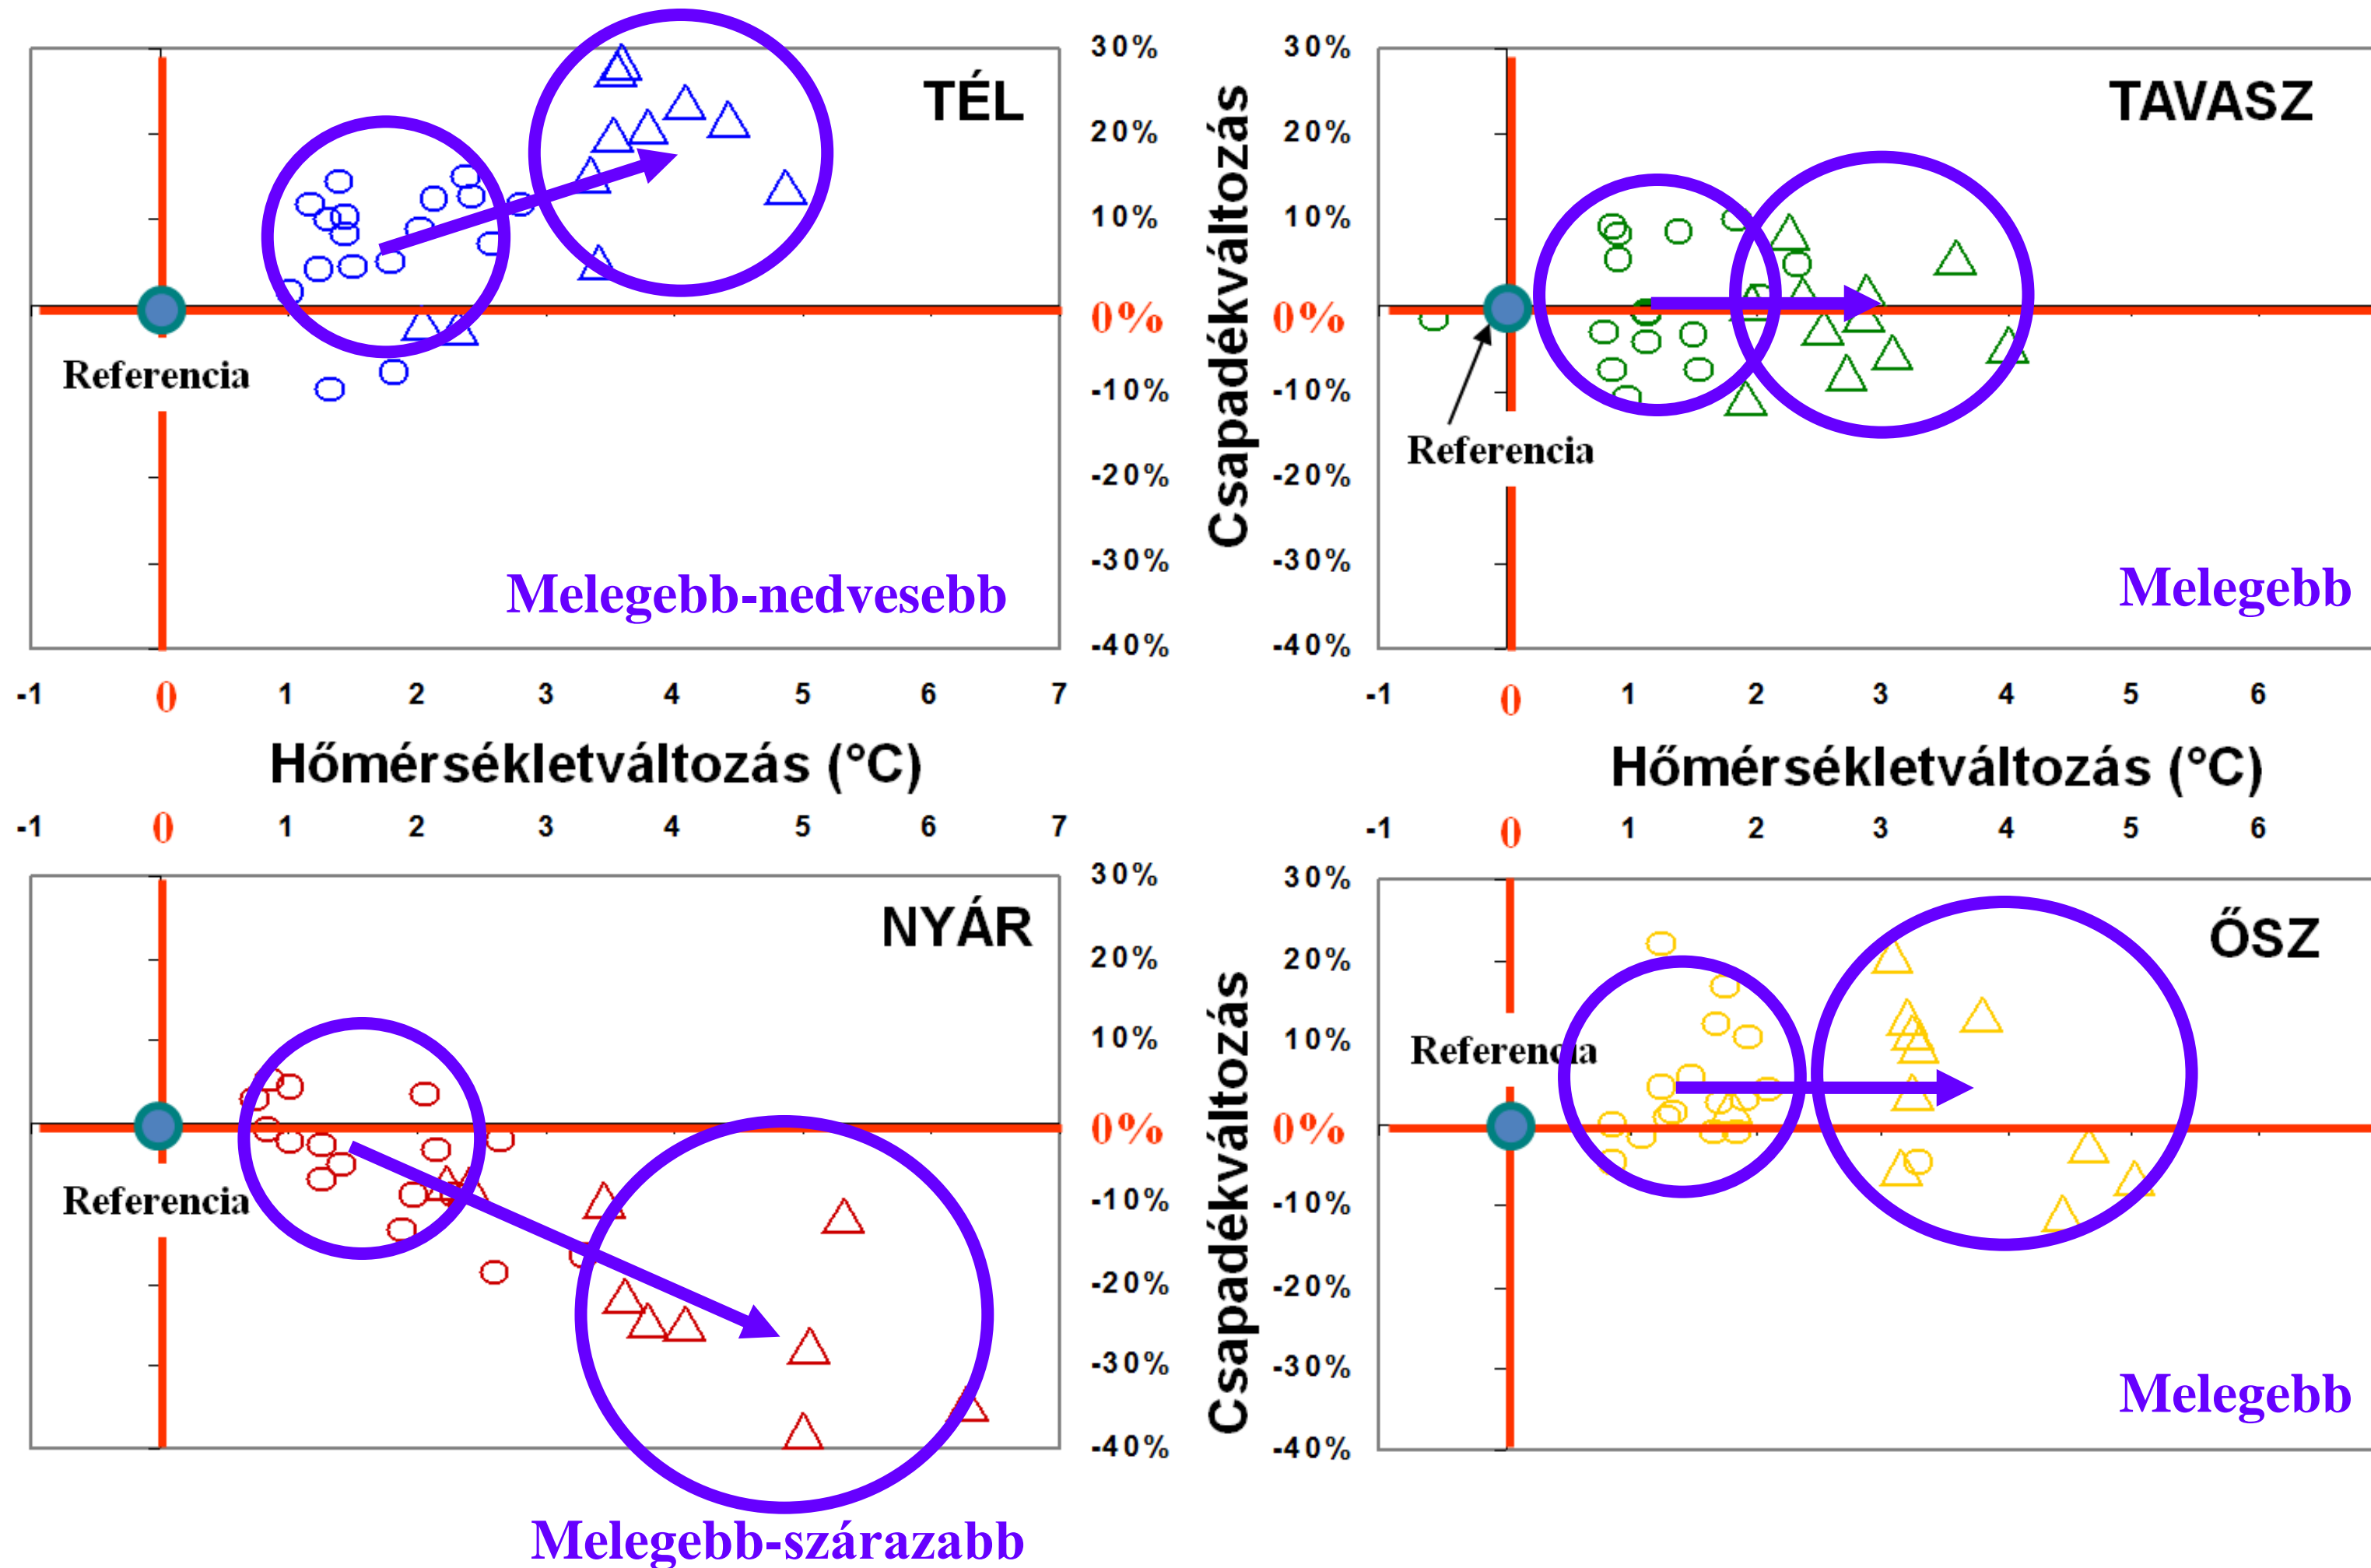 TÉL
30%
20%
10%
0%
-10%
-20%
-30%
-40%
Referencia
Melegebb-nedvesebb
-1 0 1 2 3 4 5 6 7
Hőmérsékletváltozás (°C)
Csapadékváltozás
TAVASZ
30%
20%
10%
0%
-10%
-20%
-30%
-40%
Referencia
Melegebb
-1 0 1 2 3 4 5 6
Hőmérsékletváltozás (°C)
-1 0 1 2 3 4 5 6 7
NYÁR
30%
20%
10%
0%
-10%
-20%
-30%
-40%
Referencia
Melegebb-szárazabb
Csapadékváltozás
-1 0 1 2 3 4 5 6
ŐSZ
30%
20%
10%
0%
-10%
-20%
-30%
-40%
Referencia
Melegebb